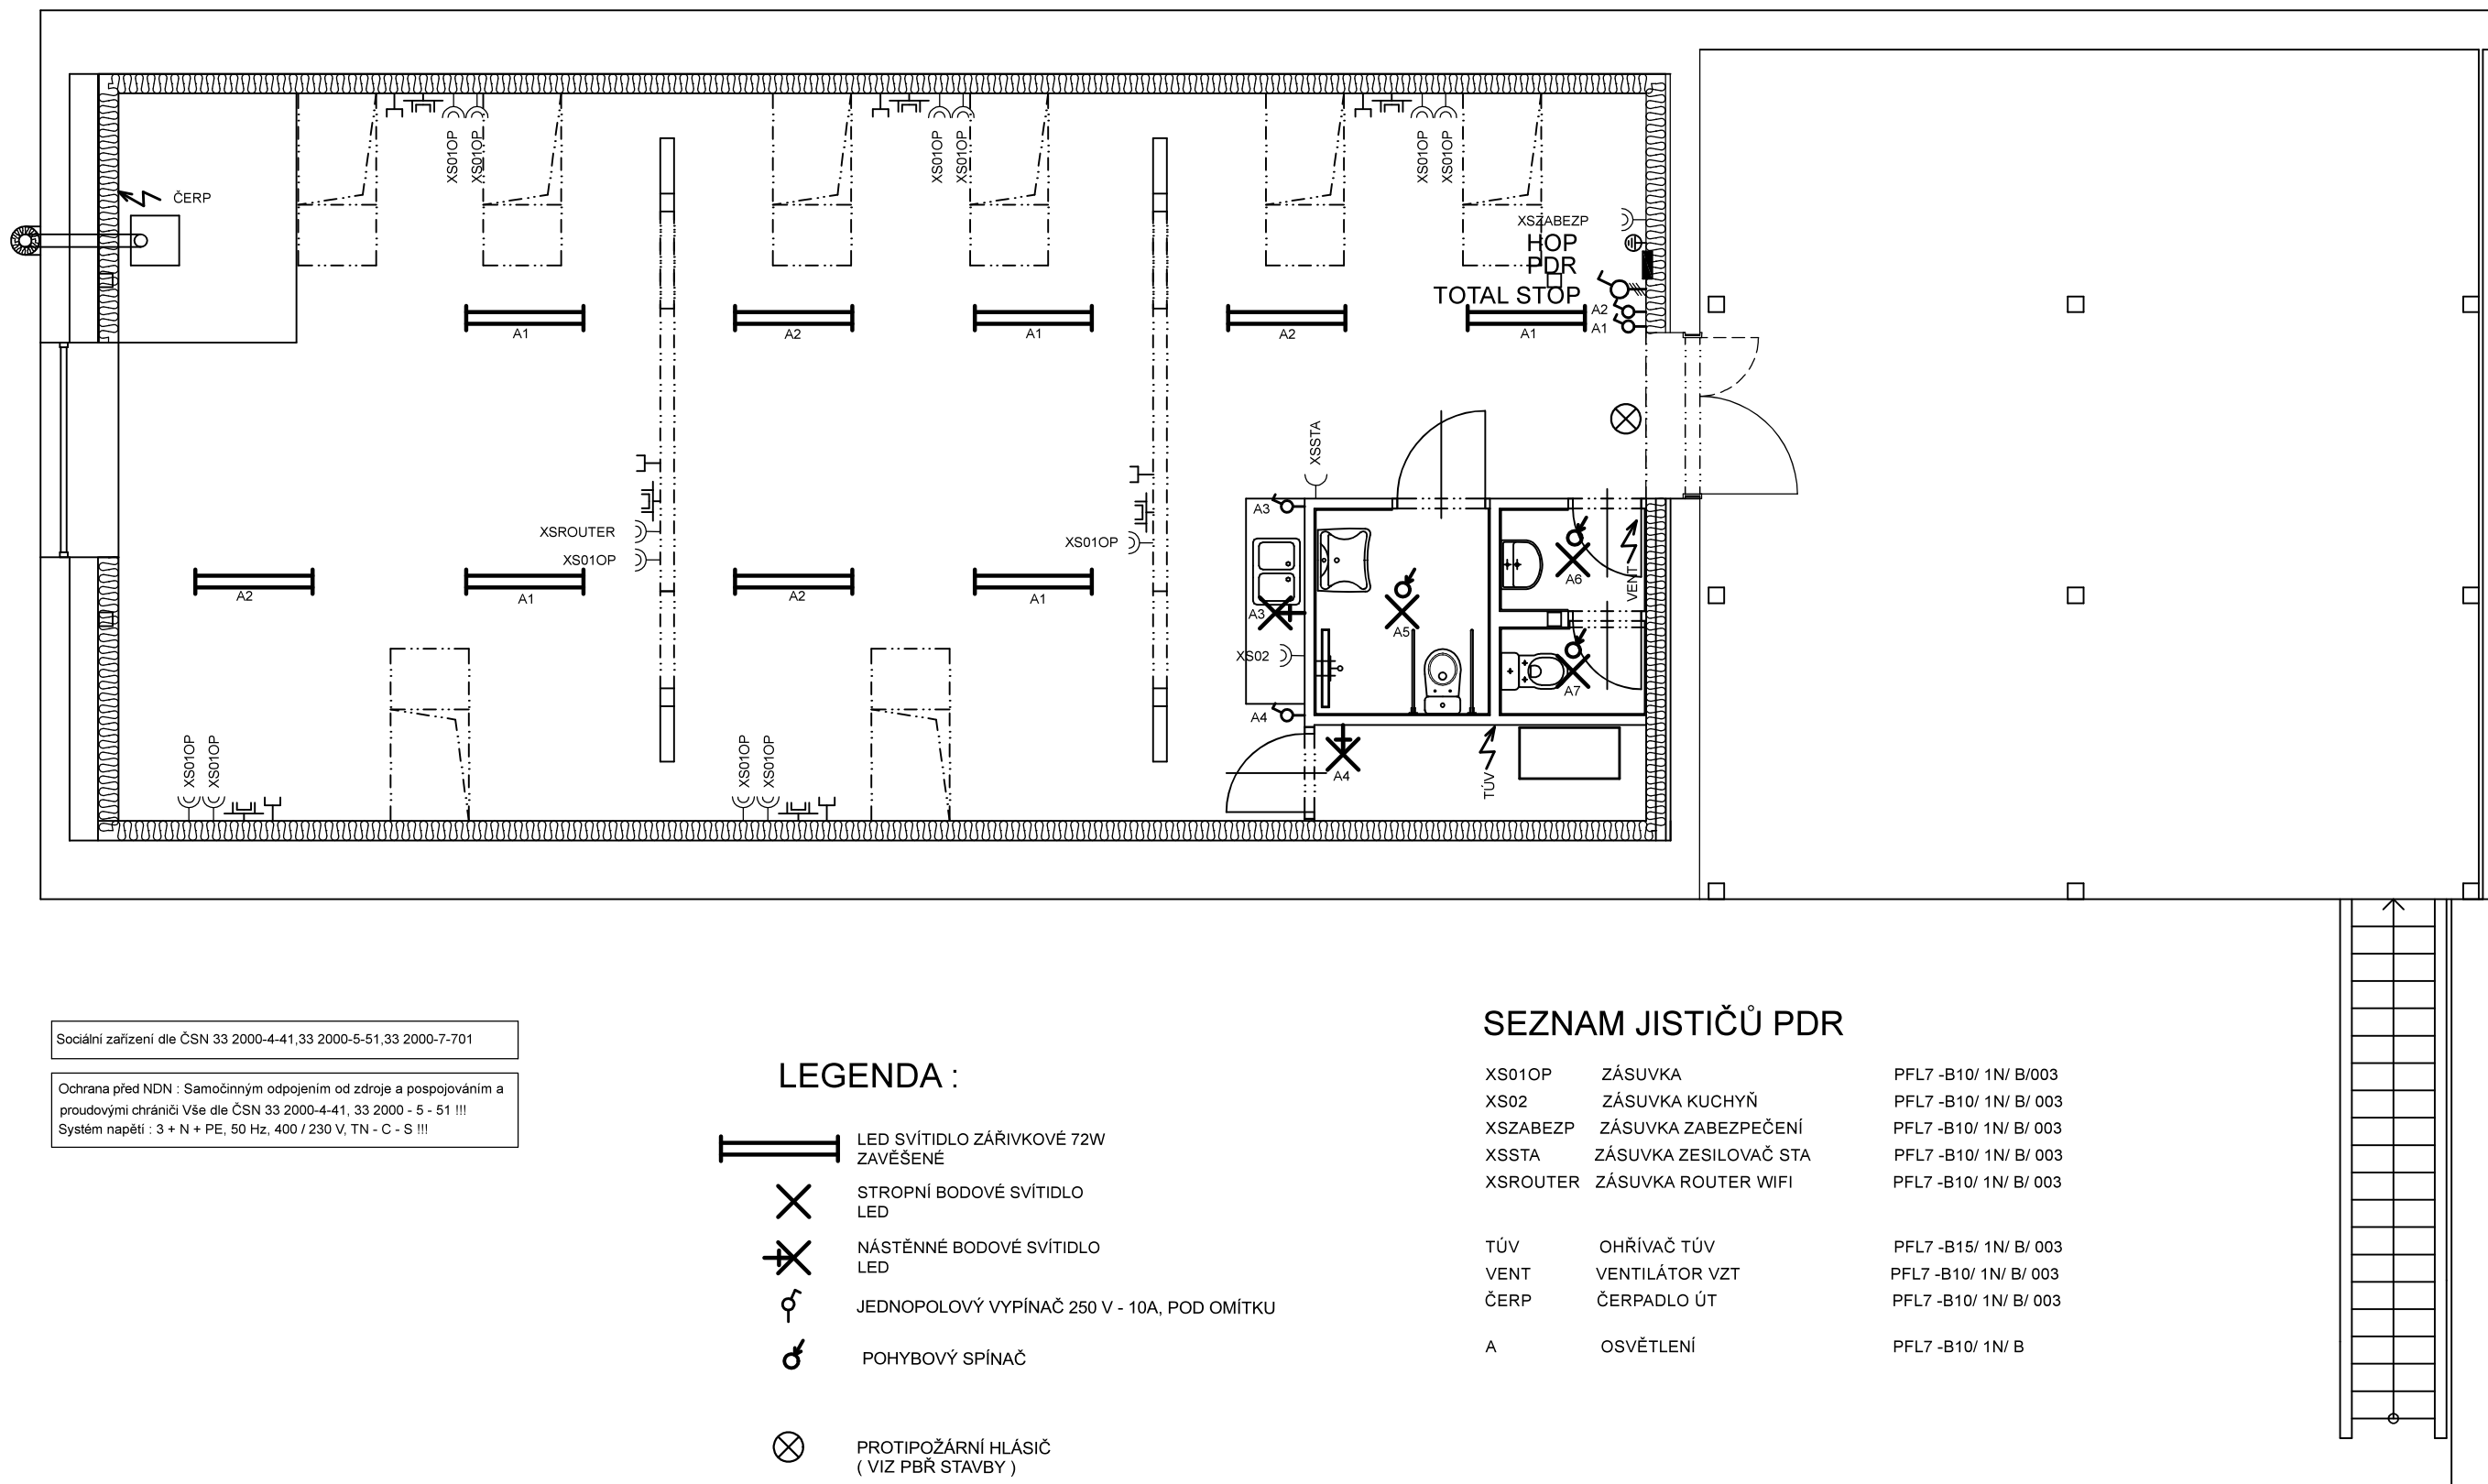 XS01OP
XS01OP
XS01OP
XS01OP
XS01OP
XS01OP
ČERP
XSZABEZP
HOP
PDR
TOTAL STOP
A2
A1
A1
A2
A1
A2
A1
XSSTA
A3
XSROUTER
XS01OP
XS01OP
A2
A1
A2
A1
A3
XS02
A4
A5
A6
VENT
A7
A4
TÚV
XS01OP
XS01OP
XS01OP
XS01OP
Sociální zařízení dle ČSN 33 2000-4-41,33 2000-5-51,33 2000-7-701
Ochrana před NDN : Samočinným odpojením od zdroje a pospojováním a
proudovými chrániči Vše dle ČSN 33 2000-4-41, 33 2000 - 5 - 51 !!!
Systém napětí : 3 + N + PE, 50 Hz, 400 / 230 V, TN - C - S !!!
LEGENDA :
LED SVÍTIDLO ZÁŘIVKOVÉ 72W
ZAVĚŠENÉ
STROPNÍ BODOVÉ SVÍTIDLO
LED
NÁSTĚNNÉ BODOVÉ SVÍTIDLO
LED
JEDNOPOLOVÝ VYPÍNAČ 250 V - 10A, POD OMÍTKU
POHYBOVÝ SPÍNAČ
PROTIPOŽÁRNÍ HLÁSIČ
( VIZ PBŘ STAVBY )
SEZNAM JISTIČŮ PDR
XS01OP ZÁSUVKA PFL7 -B10/ 1N/ B/003
XS02 ZÁSUVKA KUCHYŇ PFL7 -B10/ 1N/ B/ 003
XSZABEZP ZÁSUVKA ZABEZPEČENÍ PFL7 -B10/ 1N/ B/ 003
XSSTA ZÁSUVKA ZESILOVAČ STA PFL7 -B10/ 1N/ B/ 003
XSROUTER ZÁSUVKA ROUTER WIFI PFL7 -B10/ 1N/ B/ 003
TÚV OHŘÍVAČ TÚV PFL7 -B15/ 1N/ B/ 003
VENT VENTILÁTOR VZT PFL7 -B10/ 1N/ B/ 003
ČERP ČERPADLO ÚT PFL7 -B10/ 1N/ B/ 003
A OSVĚTLENÍ PFL7 -B10/ 1N/ B